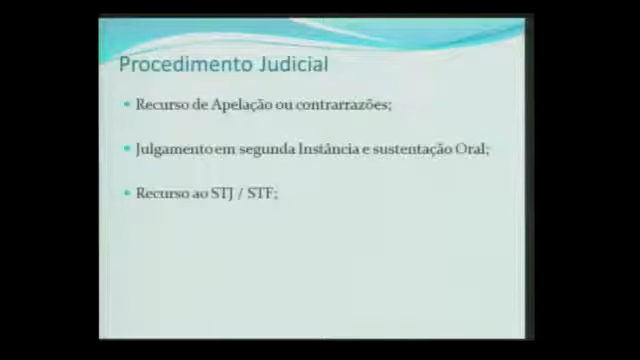 Procedimento Judicial
• Recurso de Apelação ou contrarrazões;
• Julgamento em segunda Instância e sustentação Oral;
• Recurso ao STJ / STF;